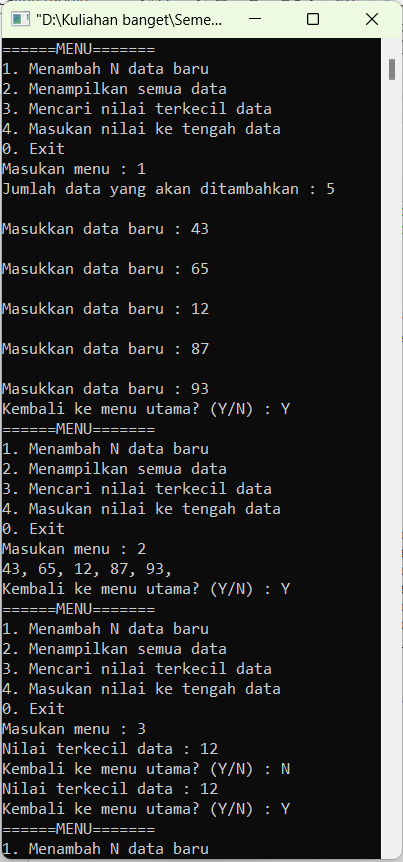 "D:\Kuliahan banget\Seme...
======MENU=======
1. Menambah N data baru
2. Menampilkan semua data
3. Mencari nilai terkecil data
4. Masukan nilai ke tengah data
0. Exit
Masukan menu : 1
Jumlah data yang akan ditambahkan : 5
Masukkan data baru : 43
Masukkan data baru : 65
Masukkan data baru : 12
Masukkan data baru : 87
Masukkan data baru : 93
Kembali ke menu utama? (Y/N) : Y
======MENU=======
1. Menambah N data baru
2. Menampilkan semua data
3. Mencari nilai terkecil data
4. Masukan nilai ke tengah data
0. Exit
Masukan menu : 2
43, 65, 12, 87, 93,
Kembali ke menu utama? (Y/N) : Y
======MENU=======
1. Menambah N data baru
2. Menampilkan semua data
3. Mencari nilai terkecil data
4. Masukan nilai ke tengah data
0. Exit
Masukan menu : 3
Nilai terkecil data : 12
Kembali ke menu utama? (Y/N) : N
Nilai terkecil data : 12
Kembali ke menu utama? (Y/N) : Y
======MENU=======
1. Menambah N data baru